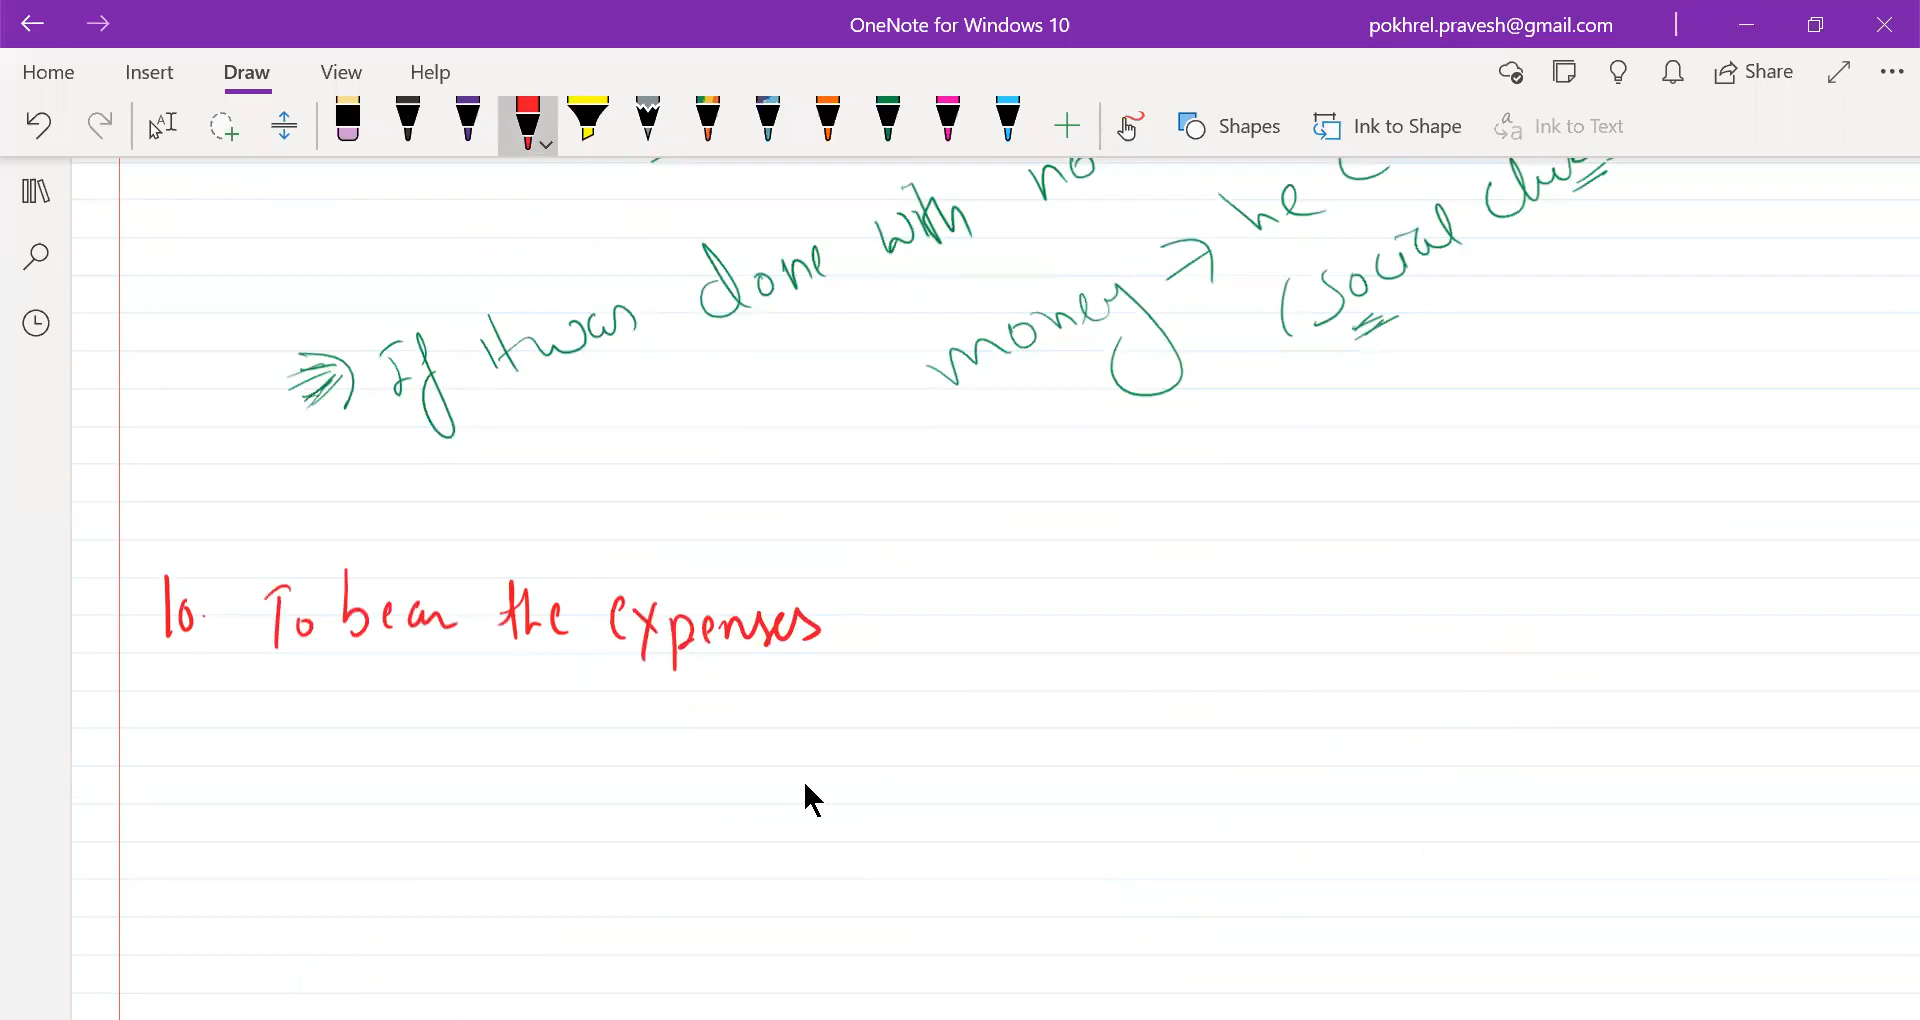 OneNote for Windows 10
pokhrel.pravesh@gmail.com
Home Insert Draw View Help
Share
Shapes Ink to Shape Ink to Text
⇒ If it was done with no
money → he
(social
10. To bear the expenses